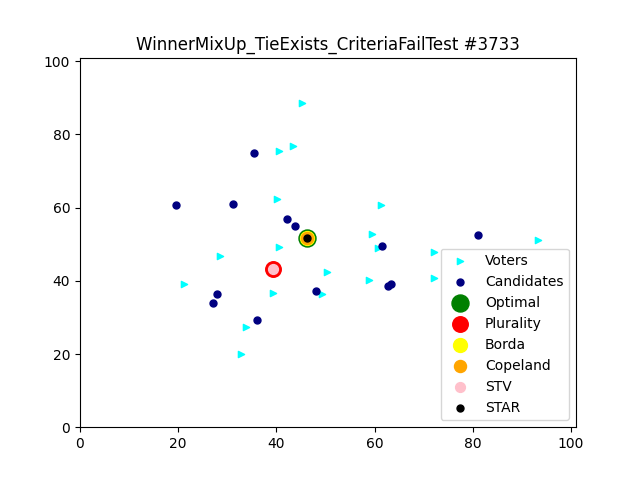 WinnerMixUp_TieExists_CriteriaFailTest #3733
100
80
60
40
20
0
0 20 40 60 80 100
Voters
Candidates
Optimal
Plurality
Borda
Copeland
STV
STAR